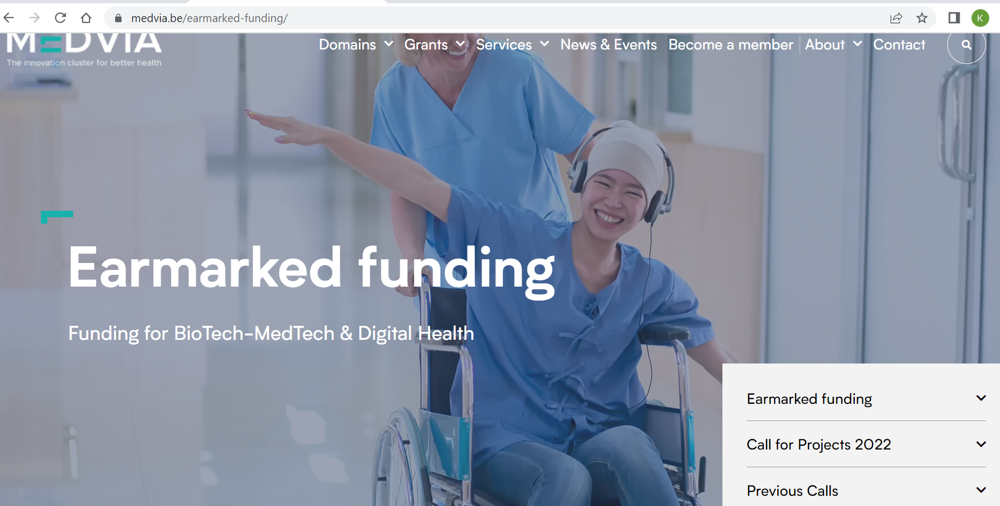 medvia.be/earmarked-funding/
K
MEDVIA
The innovation cluster for better health
Domains Grants Services News & Events Become a member About Contact
Earmarked funding
Funding for BioTech-MedTech & Digital Health
Earmarked funding
Call for Projects 2022
Previous Calls